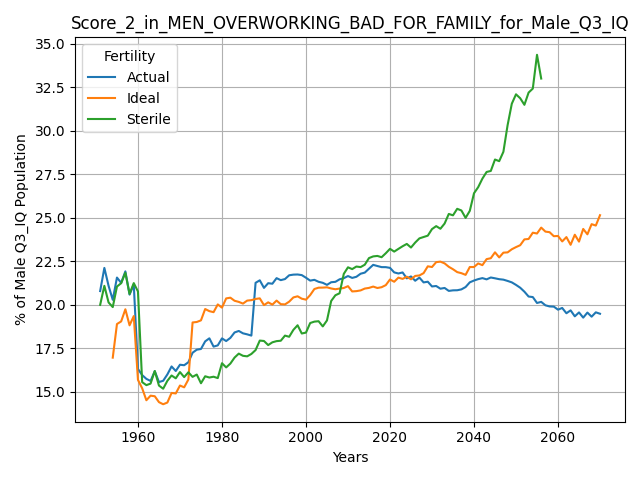 Score_2_in_MEN_OVERWORKING_BAD_FOR_FAMILY_for_Male_Q3_IQ
35.0
32.5
30.0
27.5
25.0
22.5
20.0
17.5
15.0
% of Male Q3_IQ Population
Fertility
Actual
Ideal
Sterile
1960 1980 2000 2020 2040 2060
Years